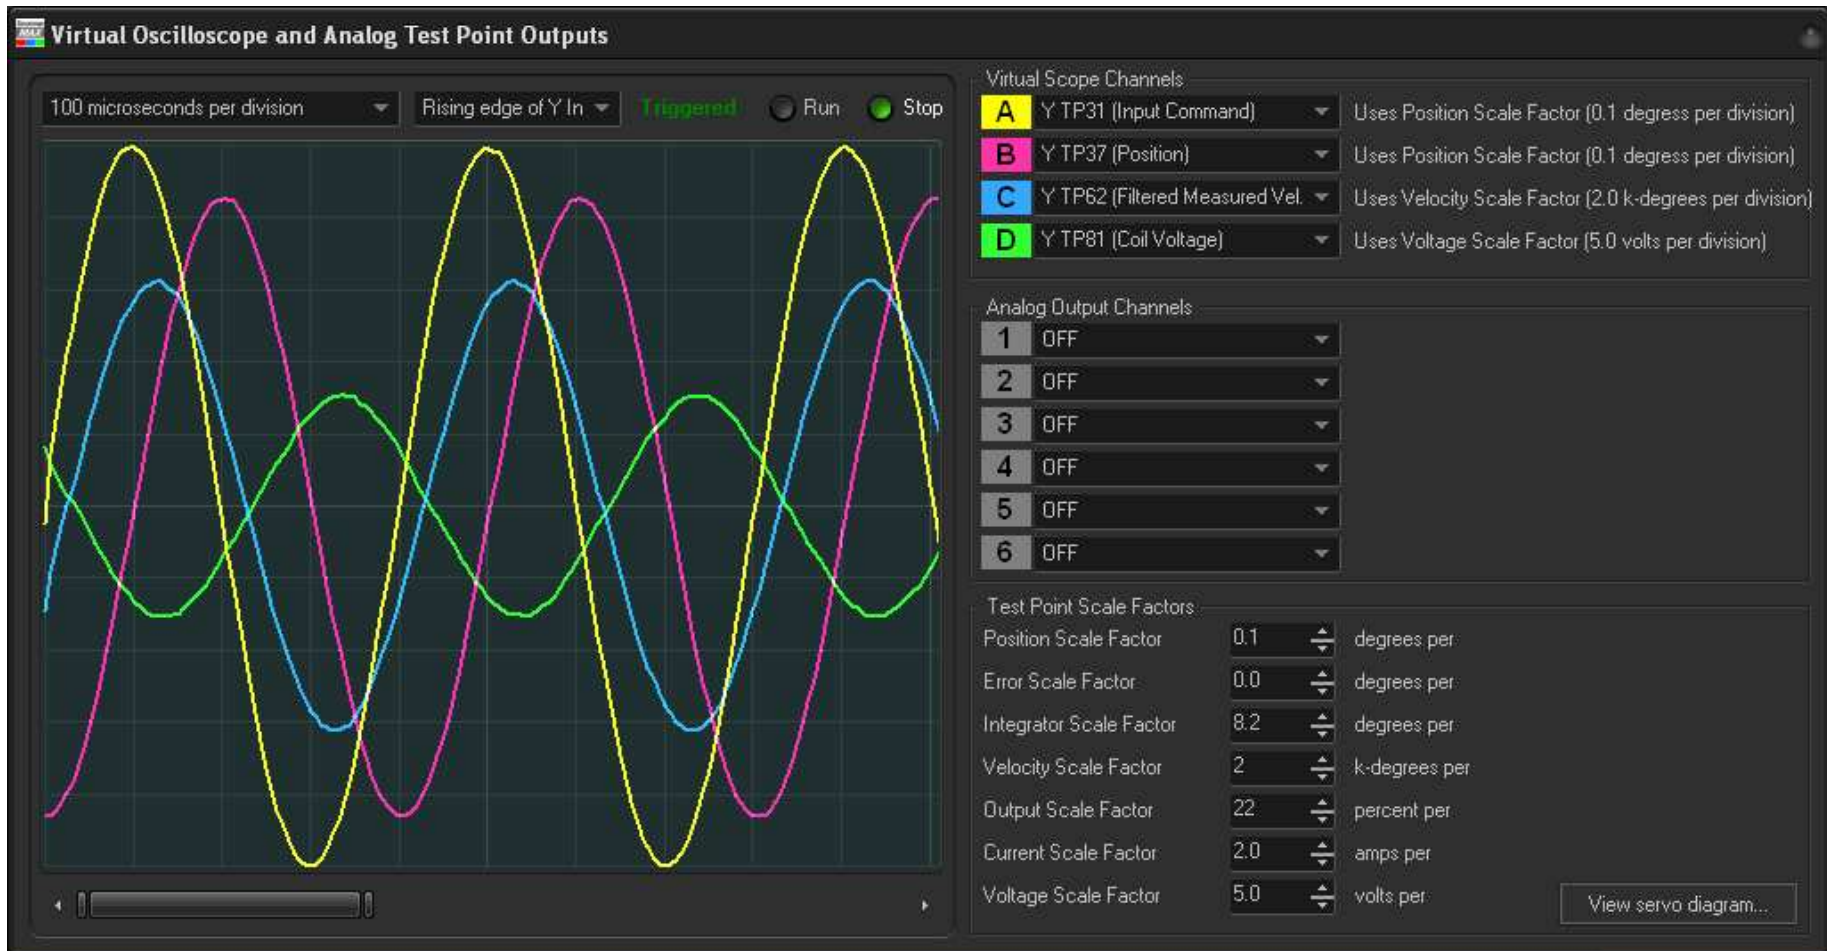 Virtual Oscilloscope and Analog Test Point Outputs
100 microseconds per division
Rising edge of Y In
Triggered
Run
Stop
Virtual Scope Channels
A Y TP31 (Input Command) Uses Position Scale Factor (0.1 degress per division)
B Y TP37 (Position) Uses Position Scale Factor (0.1 degress per division)
C Y TP62 (Filtered Measured Vel. Uses Velocity Scale Factor (2.0 k-degrees per division)
D Y TP81 (Coil Voltage) Uses Voltage Scale Factor (5.0 volts per division)
Analog Output Channels
1 OFF
2 OFF
3 OFF
4 OFF
5 OFF
6 OFF
Test Point Scale Factors
Position Scale Factor 0.1 degrees per
Error Scale Factor 0.0 degrees per
Integrator Scale Factor 8.2 degrees per
Velocity Scale Factor 2 k-degrees per
Output Scale Factor 22 percent per
Current Scale Factor 2.0 amps per
Voltage Scale Factor 5.0 volts per
View servo diagram...